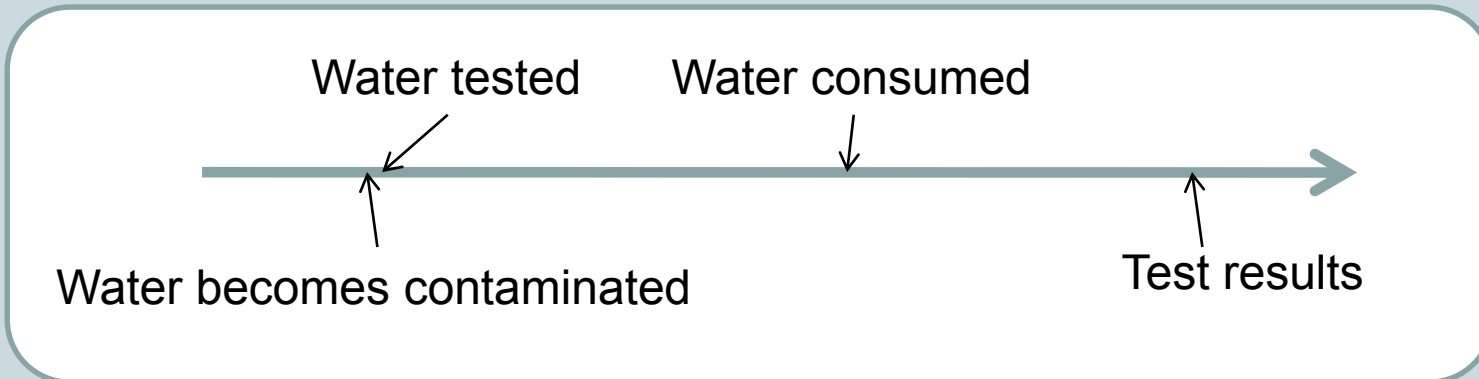 Water tested
Water consumed
Water becomes contaminated
Test results